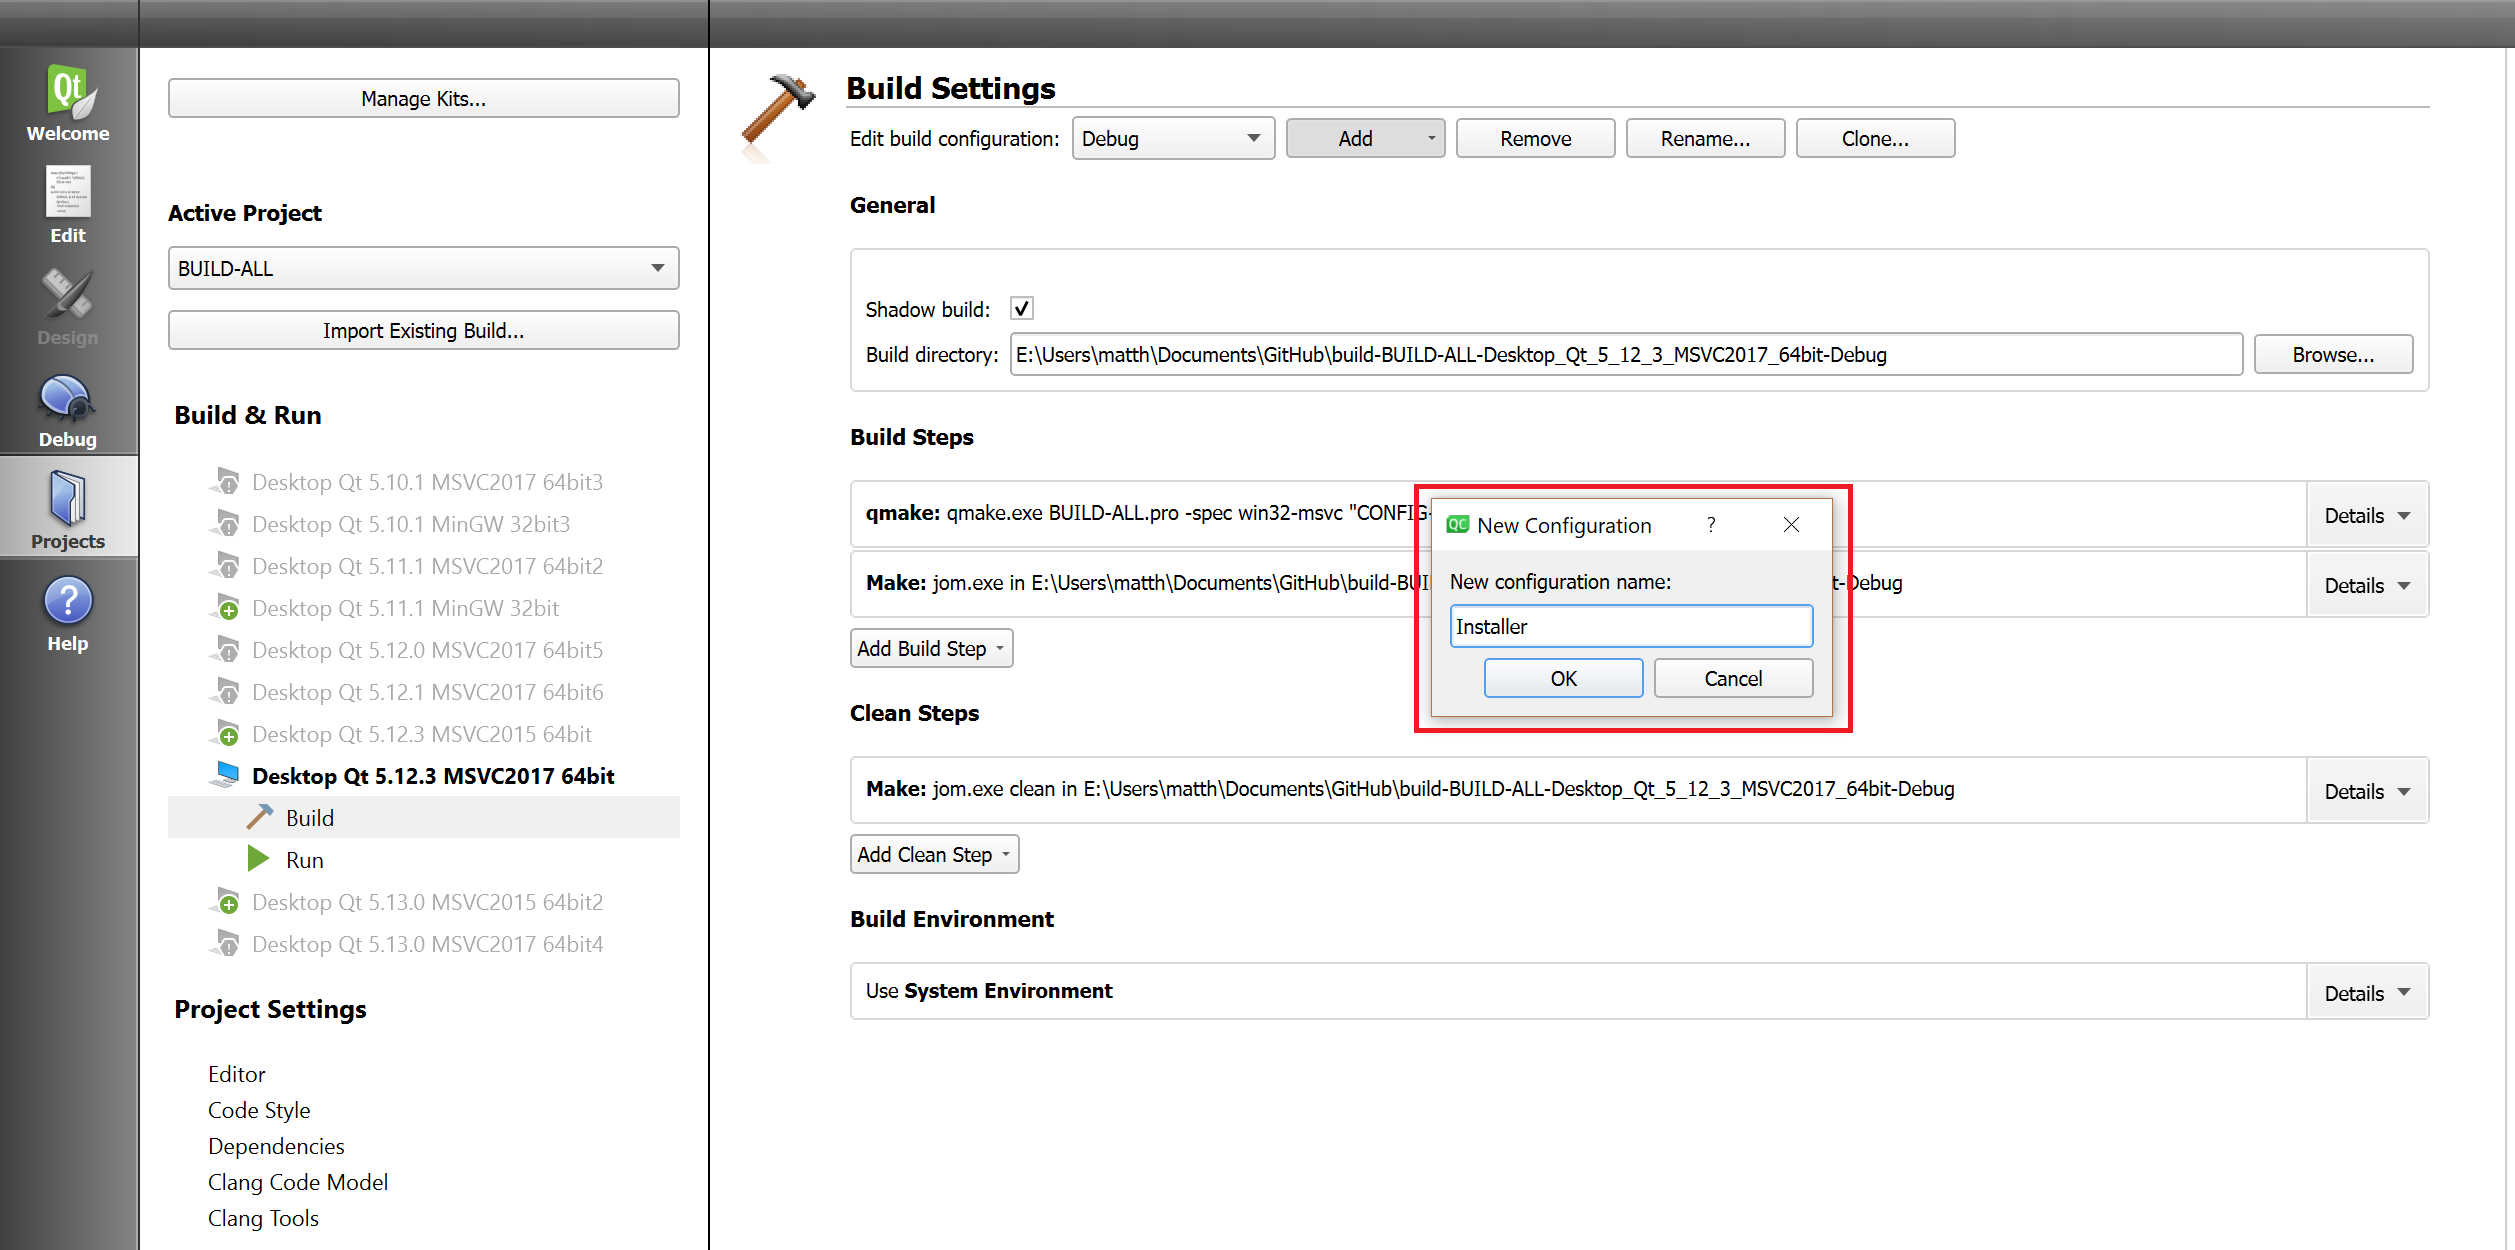 Qt
Welcome
Edit
Design
Debug
Projects
?
Help
Manage Kits...
Active Project
BUILD-ALL
Import Existing Build...
Build & Run
Desktop Qt 5.10.1 MSVC2017 64bit3
Desktop Qt 5.10.1 MinGW 32bit3
Desktop Qt 5.11.1 MSVC2017 64bit2
Desktop Qt 5.11.1 MinGW 32bit
Desktop Qt 5.12.0 MSVC2017 64bit5
Desktop Qt 5.12.1 MSVC2017 64bit6
Desktop Qt 5.12.3 MSVC2015 64bit
Desktop Qt 5.12.3 MSVC2017 64bit
Build
Run
Desktop Qt 5.13.0 MSVC2015 64bit2
Desktop Qt 5.13.0 MSVC2017 64bit4
Project Settings
Editor
Code Style
Dependencies
Clang Code Model
Clang Tools
Build Settings
Edit build configuration: Debug Add Remove Rename... Clone...
General
Shadow build:
Build directory: E:\Users\matth\Documents\GitHub\build-BUILD-ALL-Desktop_Qt_5_12_3_MSVC2017_64bit-Debug Browse...
Build Steps
qmake: qmake.exe BUILD-ALL.pro -spec win32-msvc "CONFIG Details
Make: jom.exe in E:\Users\matth\Documents\GitHub\build-BUI t-Debug Details
Add Build Step
QC New Configuration ?
New configuration name:
Installer
OK Cancel
Clean Steps
Make: jom.exe clean in E:\Users\matth\Documents\GitHub\build-BUILD-ALL-Desktop_Qt_5_12_3_MSVC2017_64bit-Debug Details
Add Clean Step
Build Environment
Use System Environment Details